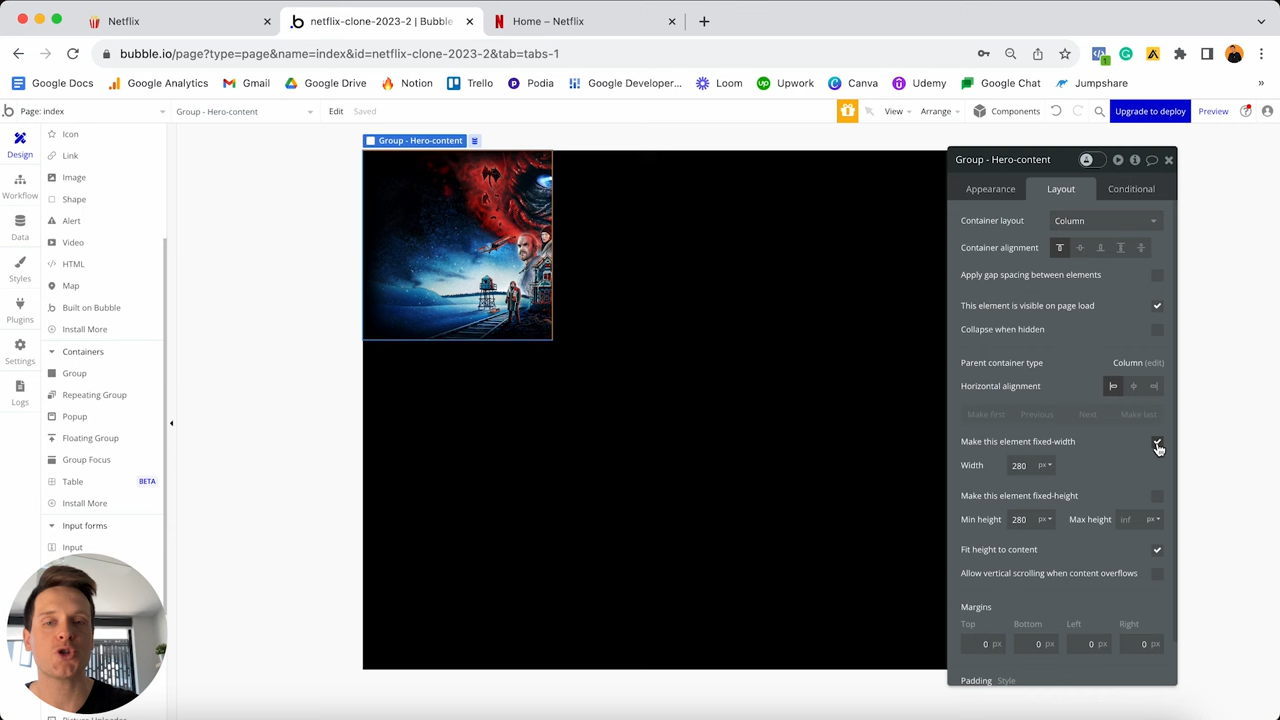 Netflix
netflix-clone-2023-2 | Bubble
Home – Netflix
bubble.io/page?type=page&name=index&id=netflix-clone-2023-2&tab=tabs-1
Google Docs
Google Analytics
Gmail
Google Drive
Notion
Trello
Podia
Google Developer...
Loom
Upwork
Canva
Udemy
Google Chat
Jumpshare
Page: index
Group - Hero-content
Edit
Saved
View
Arrange
Components
Upgrade to deploy
Preview
Design
Workflow
Data
Styles
Plugins
Settings
Logs
Icon
Link
Image
Shape
Alert
Video
HTML
Map
Built on Bubble
Install More
Containers
Group
Repeating Group
Popup
Floating Group
Group Focus
Table BETA
Install More
Input forms
Input
Group - Hero-content
Group - Hero-content
Appearance
Layout
Conditional
Container layout Column
Container alignment
Apply gap spacing between elements
This element is visible on page load
Collapse when hidden
Parent container type Column (edit)
Horizontal alignment
Make first Previous Next Make last
Make this element fixed-width
Width 280 px
Make this element fixed-height
Min height 280 px Max height inf px
Fit height to content
Allow vertical scrolling when content overflows
Margins
Top Bottom Left Right
0 px 0 px 0 px 0 px
Padding Style